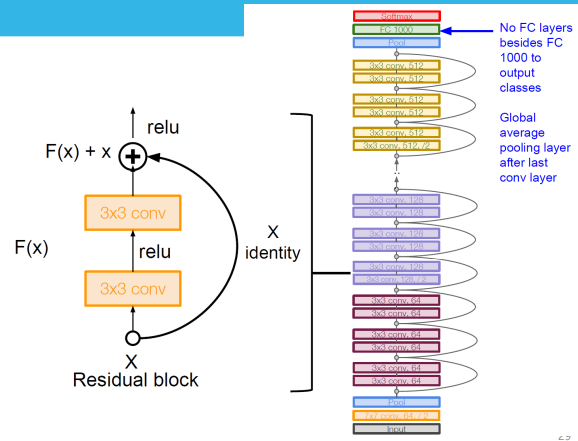 relu
F(x) + x
3x3 conv
F(x)
relu
X
identity
3x3 conv
X
Residual block
Softmax
FC 1000
Pool
3x3 conv, 512
3x3 conv, 512
3x3 conv, 512
3x3 conv, 512
3x3 conv, 512
3x3 conv, 512, /2
..
3x3 conv, 128
3x3 conv, 128
3x3 conv, 128
3x3 conv, 128
3x3 conv, 128
3x3 conv, 128, /2
3x3 conv, 64
3x3 conv, 64
3x3 conv, 64
3x3 conv, 64
3x3 conv, 64
3x3 conv, 64
Pool
7x7 conv, 64, /2
Input
No FC layers
besides FC
1000 to
output
classes
Global
average
pooling layer
after last
conv layer